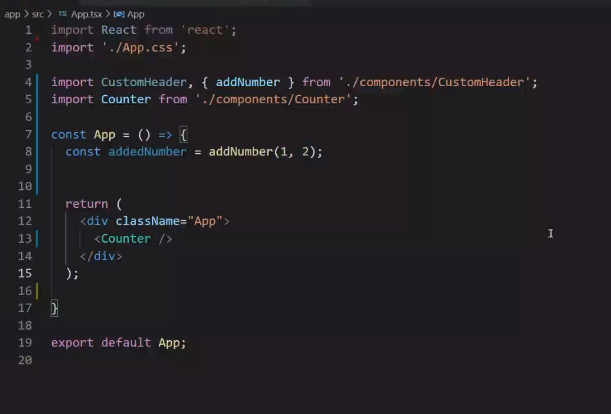 app > src > TS App.tsx > App
1 import React from 'react';
2 import './App.css';
3
4 import CustomHeader, { addNumber } from './components/CustomHeader';
5 import Counter from './components/Counter';
6
7 const App = () => {
8 const addedNumber = addNumber(1, 2);
9
10
11 return (
12 <div className="App">
13 <Counter />
14 </div>
15 );
16
17 }
18
19 export default App;
20